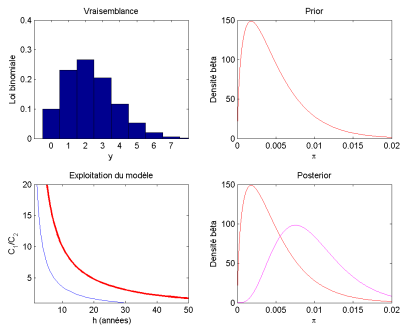 Vraisemblance
Loi binomiale
0.4
0.3
0.2
0.1
0
0 1 2 3 4 5 6 7
y
Prior
Densité bêta
150
100
50
0
0 0.005 0.01 0.015 0.02
π
Exploitation du modèle
C1/C2
20
15
10
5
10 20 30 40 50
h (années)
Posterior
Densité bêta
150
100
50
0
0 0.005 0.01 0.015 0.02
π